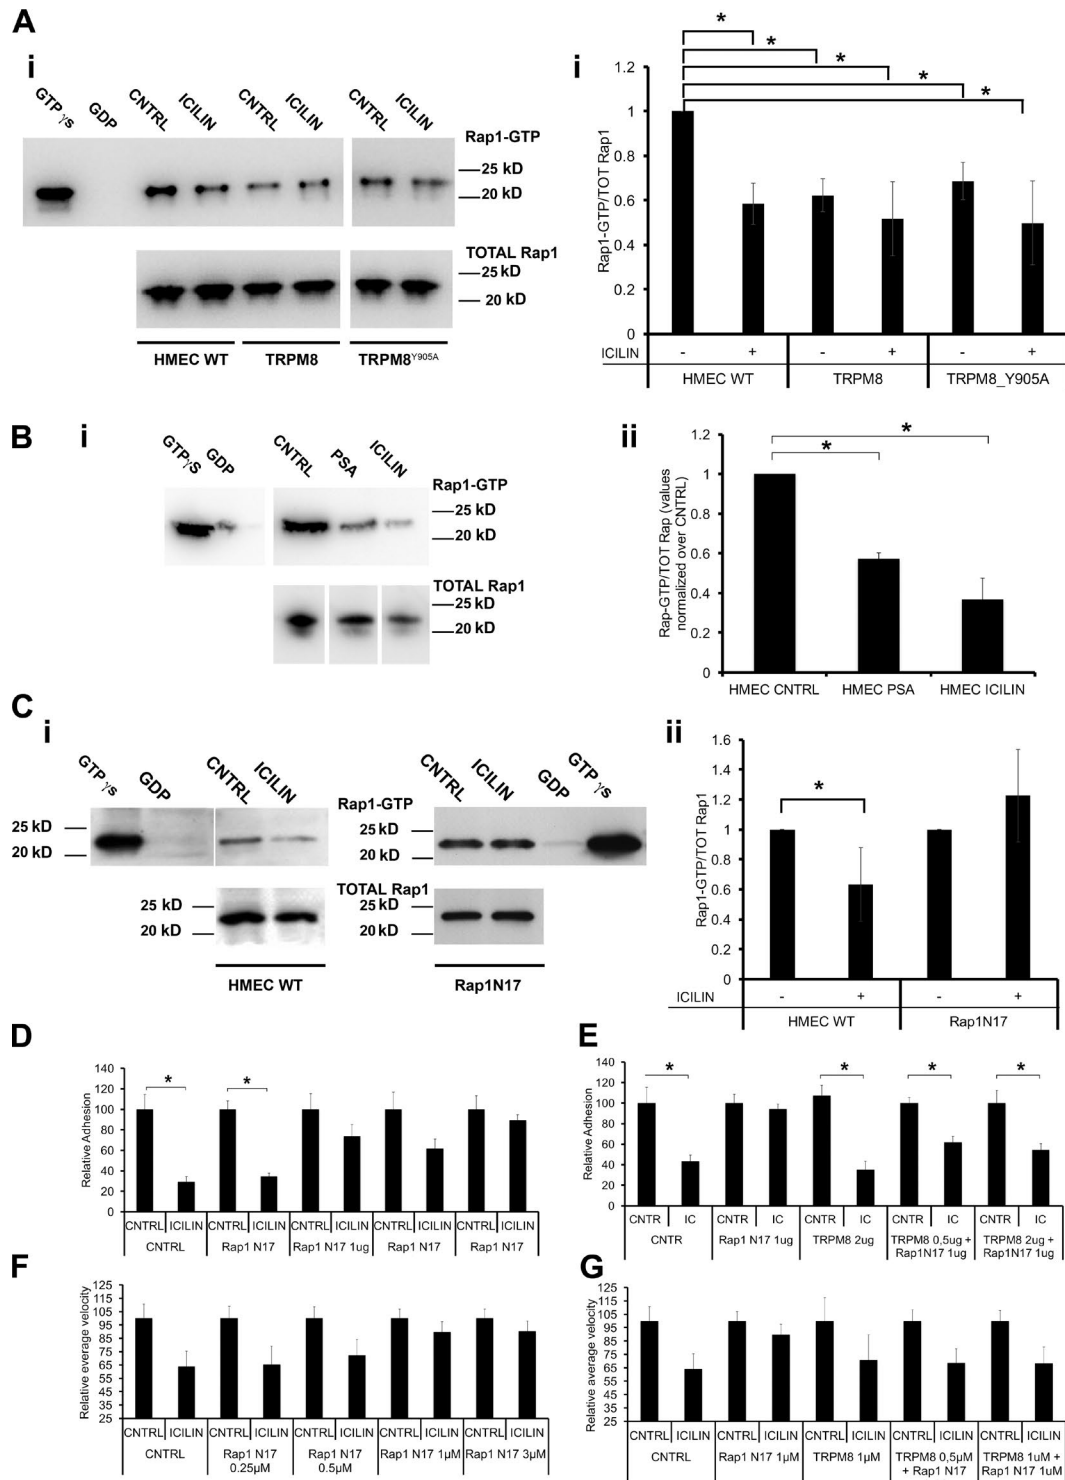 A
i
GTP γs GDP CNTRL ICILIN CNTRL ICILIN CNTRL ICILIN
Rap1-GTP
25 kD
20 kD
TOTAL Rap1
25 kD
20 kD
HMEC WT TRPM8 TRPM8Y905A
i
* * * * *
Rap1-GTP/TOT Rap1
1.2
1
0.8
0.6
0.4
0.2
0
ICILIN - + - + - +
HMEC WT TRPM8 TRPM8_Y905A
B
i
GTPγS GDP CNTRL PSA ICILIN
Rap1-GTP
25 kD
20 kD
TOTAL Rap1
25 kD
20 kD
ii
* *
Rap-GTP/TOT Rap (values
normalized over CNTRL)
1.2
1
0.8
0.6
0.4
0.2
0
HMEC CNTRL HMEC PSA HMEC ICILIN
C
i
GTP γs GDP CNTRL ICILIN CNTRL ICILIN GDP GTP γs
Rap1-GTP
25 kD 25 kD
20 kD 20 kD
TOTAL Rap1
25 kD 25 kD
20 kD 20 kD
HMEC WT Rap1N17
ii
*
Rap1-GTP/TOT Rap1
1.6
1.4
1.2
1
0.8
0.6
0.4
0.2
0
ICILIN - + - +
HMEC WT Rap1N17
D
* *
Relative Adhesion
140
120
100
80
60
40
20
0
CNTRL ICILIN CNTRL ICILIN CNTRL ICILIN CNTRL ICILIN CNTRL ICILIN
CNTRL Rap1 N17 Rap1 N17 1ug Rap1 N17 Rap1 N17
E
* * * *
Relative Adhesion
140
120
100
80
60
40
20
0
CNTR IC CNTR IC CNTR IC CNTR IC CNTR IC
CNTR Rap1 N17 1ug TRPM8 2ug TRPM8 0,5ug + TRPM8 2ug +
Rap1N17 1ug Rap1N17 1ug
F
Relative everage velocity
125
115
105
95
85
75
65
55
45
35
25
CNTRL ICILIN CNTRL ICILIN CNTRL ICILIN CNTRL ICILIN CNTRL ICILIN
CNTRL Rap1 N17 Rap1 N17 Rap1 N17 1µM Rap1 N17 3µM
0.25µM 0.5µM
G
Relative average velocity
125
115
105
95
85
75
65
55
45
35
25
CNTRL ICILIN CNTRL ICILIN CNTRL ICILIN CNTRL ICILIN CNTRL ICILIN
CNTRL Rap1 N17 1µM TRPM8 1µM TRPM8 0,5µM TRPM8 1uM +
+ Rap1 N17 Rap1 N17 1uM